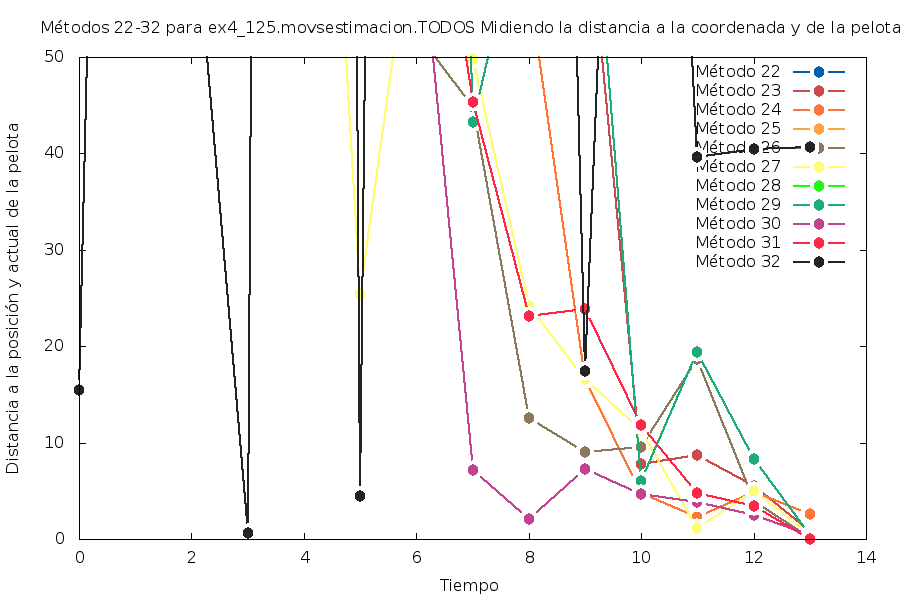 Métodos 22-32 para ex4_125.movsestimacion.TODOS Midiendo la distancia a la coordenada y de la pelota
Distancia a la posición y actual de la pelota
50
40
30
20
10
0
Método 22
Método 23
Método 24
Método 25
Método 26
Método 27
Método 28
Método 29
Método 30
Método 31
Método 32
0 2 4 6 8 10 12 14
Tiempo